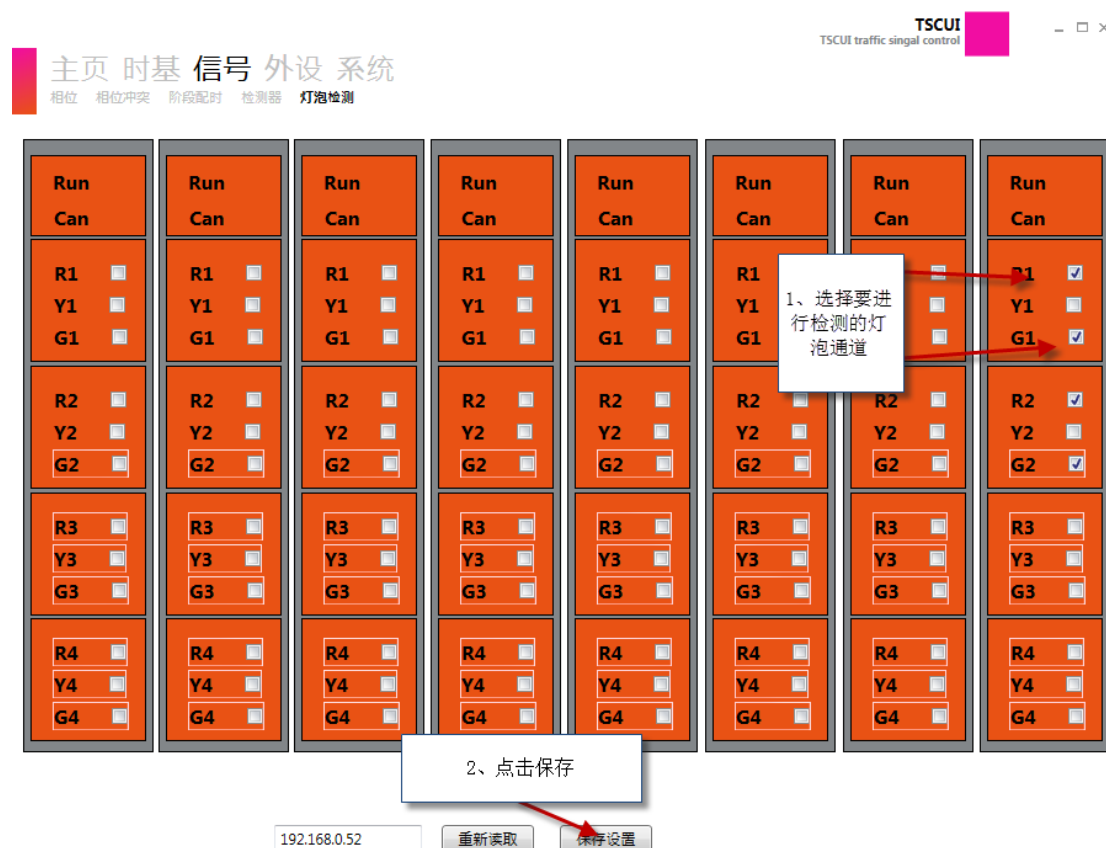 TSCUI
TSCUI traffic singal control
主页 时基 信号 外设 系统
相位 相位冲突 阶段配时 检测器 灯泡检测
Run Run Run Run Run Run Run Run
Can Can Can Can Can Can Can Can
R1 R1 R1 R1 R1 R1 R1
Y1 Y1 Y1 Y1 Y1 Y1 Y1
G1 G1 G1 G1 G1 G1 G1
1、选择要进
行检测的灯
泡通道
R2 R2 R2 R2 R2 R2 R2 R2
Y2 Y2 Y2 Y2 Y2 Y2 Y2 Y2
G2 G2 G2 G2 G2 G2 G2 G2
R3 R3 R3 R3 R3 R3 R3 R3
Y3 Y3 Y3 Y3 Y3 Y3 Y3 Y3
G3 G3 G3 G3 G3 G3 G3 G3
R4 R4 R4 R4 R4 R4 R4 R4
Y4 Y4 Y4 Y4 Y4 Y4 Y4 Y4
G4 G4 G4 G4 G4 G4 G4 G4
2、点击保存
192.168.0.52 重新读取 保存设置